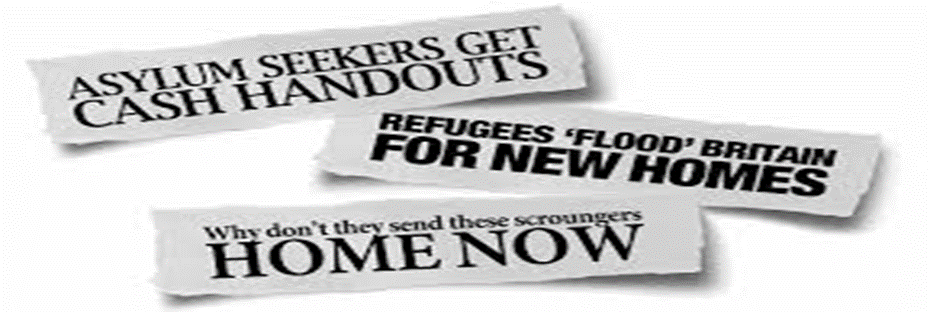 ASYLUM SEEKERS GET
CASH HANDOUTS
REFUGEES ‘FLOOD’ BRITAIN
FOR NEW HOMES
Why don't they send these scroungers
HOME NOW